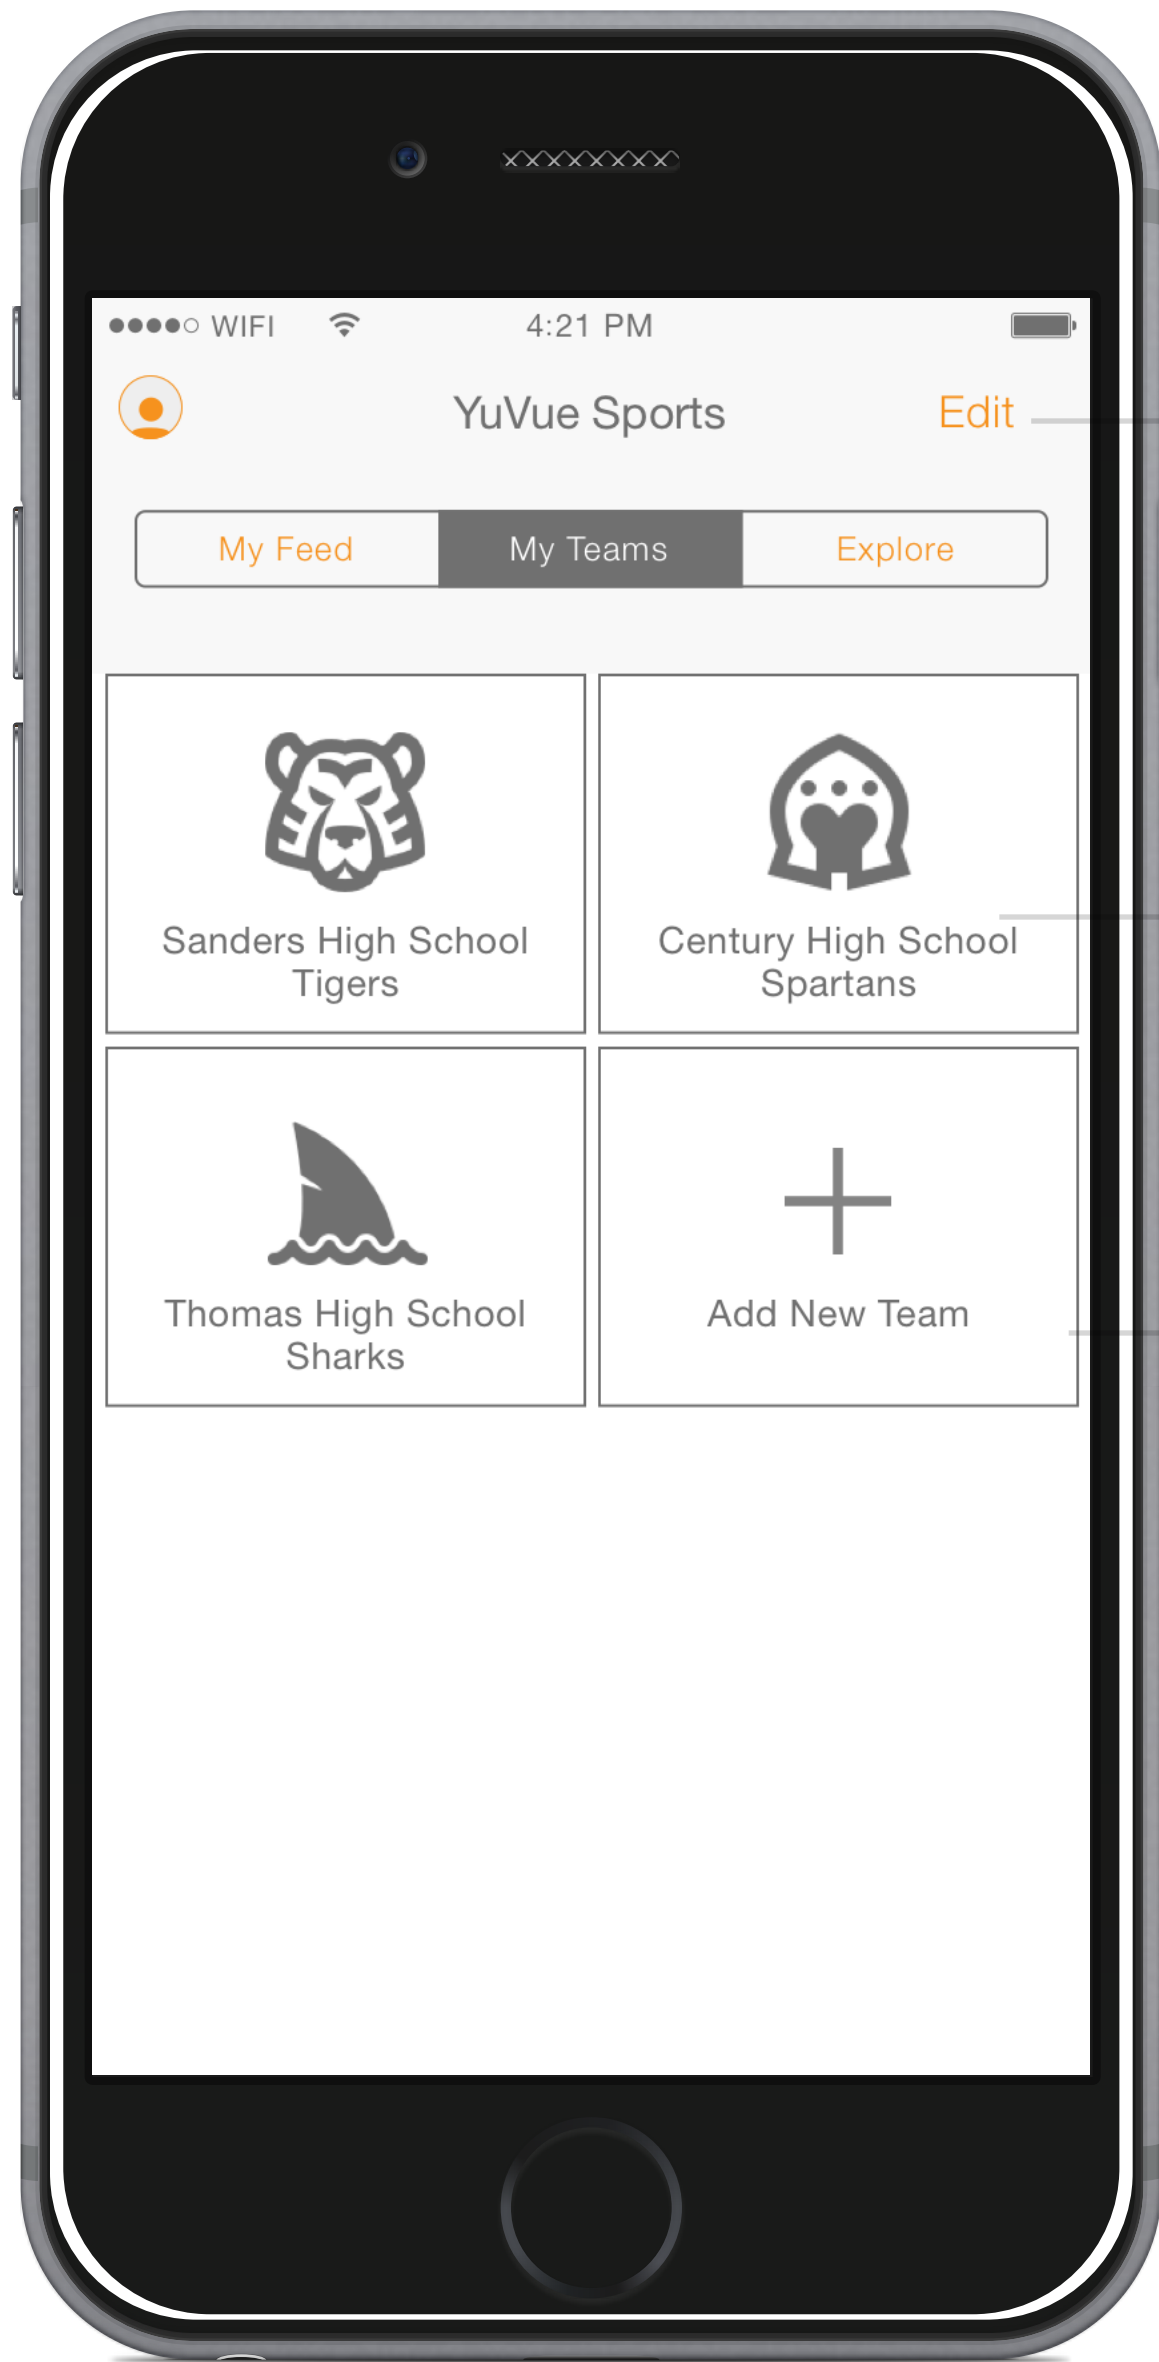 WIFI 4:21 PM
YuVue Sports Edit
My Feed My Teams Explore
Sanders High School
Tigers
Century High School
Spartans
Thomas High School
Sharks
Add New Team